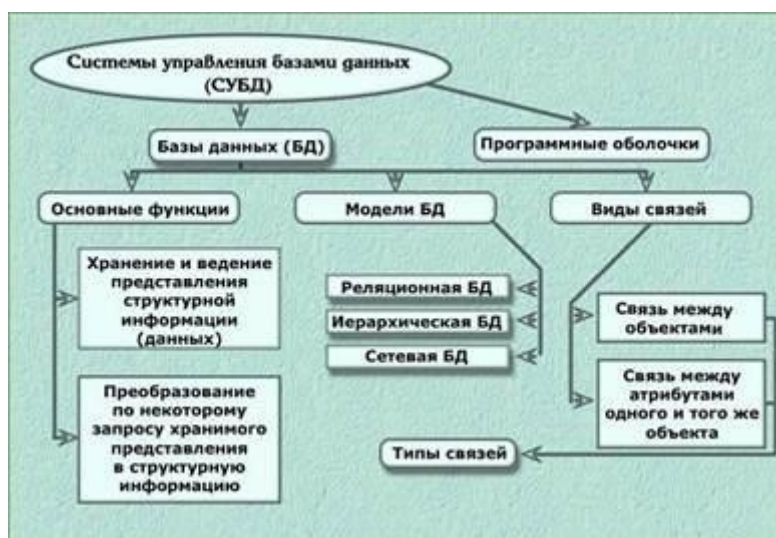 Системы управления базами данных
(СУБД)
Базы данных (БД)
Программные оболочки
Основные функции
Модели БД
Виды связей
Хранение и ведение
представления
структурной
информации
(данных)
Преобразование
по некоторому
запросу хранимого
представления
в структурную
информацию
Реляционная БД
Иерархическая БД
Сетевая БД
Связь между
объектами
Связь между
атрибутами
одного и того же
объекта
Типы связей